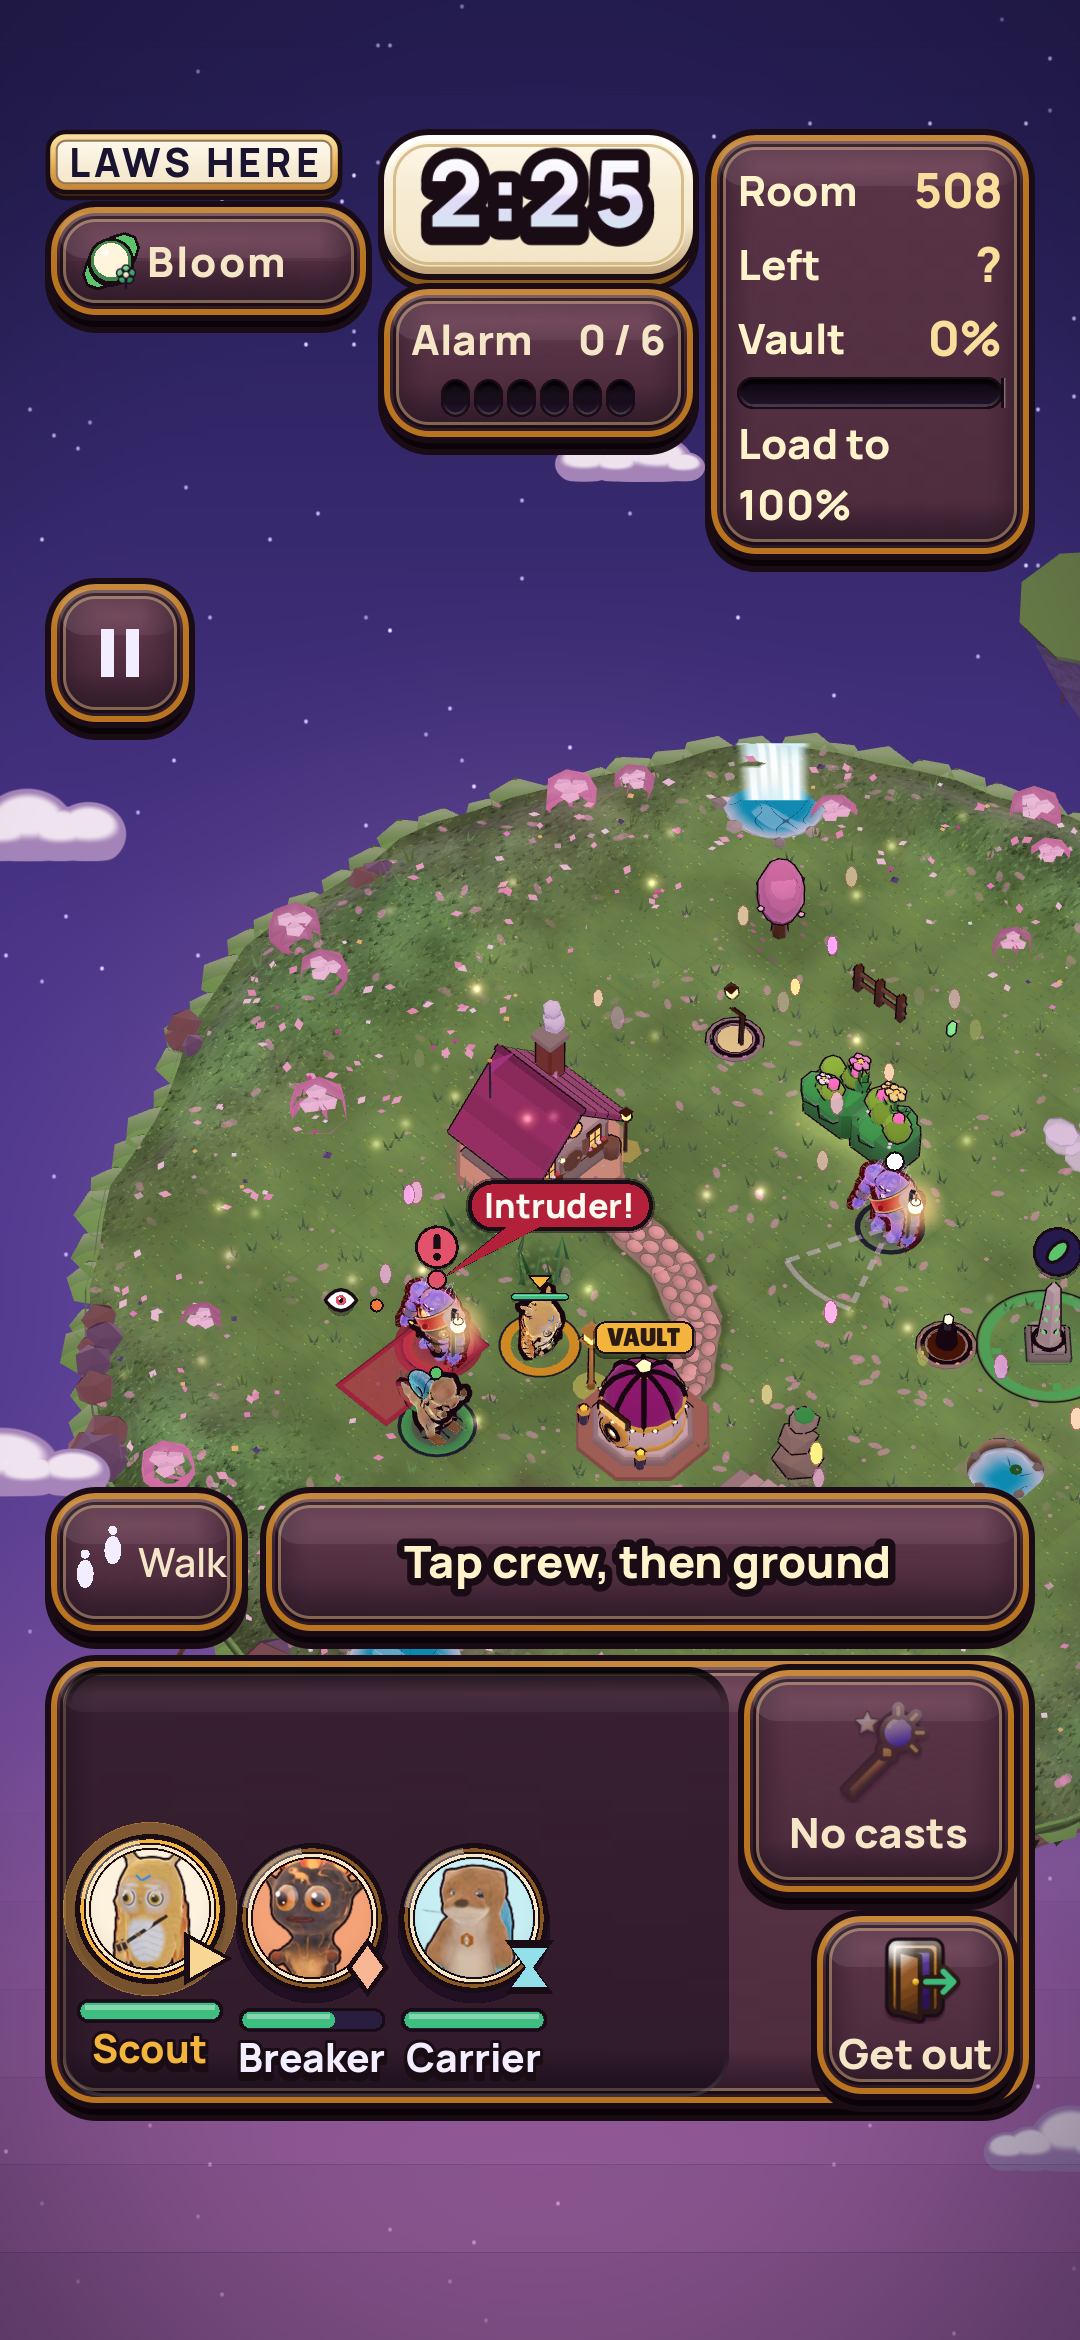 LAWS HERE
Bloom
2:25
Alarm 0 / 6
Room 508
Left ?
Vault 0%
Load to
100%
Intruder!
VAULT
Walk
Tap crew, then ground
No casts
Scout
Breaker
Carrier
Get out